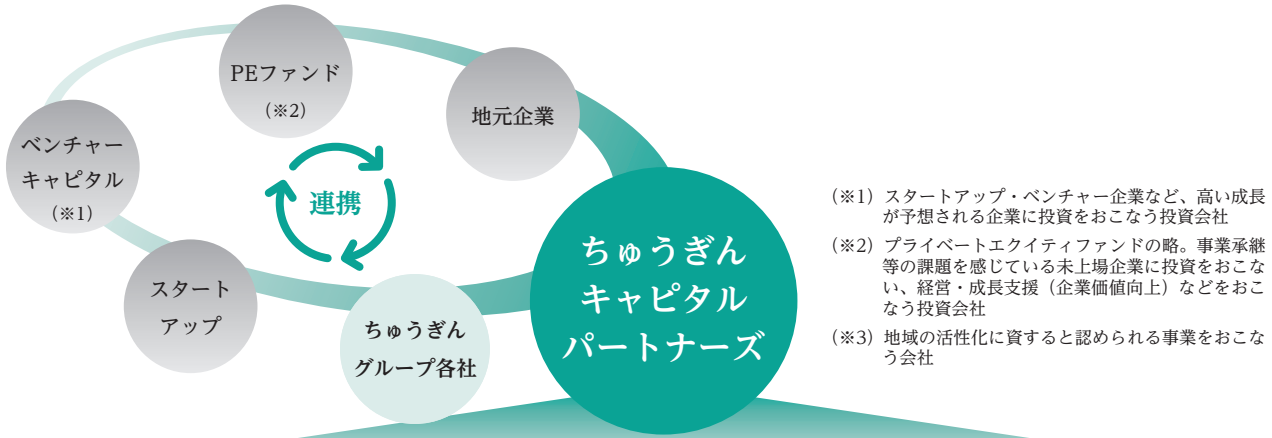 PEファンド
（※2）
地元企業
ベンチャー
キャピタル
（※1）
連携
スタート
アップ
ちゅうぎん
グループ各社
ちゅうぎん
キャピタル
パートナーズ
（※1）スタートアップ・ベンチャー企業など、高い成長
が予想される企業に投資をおこなう投資会社
（※2）プライベートエクイティファンドの略。事業承継
等の課題を感じている未上場企業に投資をおこな
い、経営・成長支援（企業価値向上）などをおこ
なう投資会社
（※3）地域の活性化に資すると認められる事業をおこな
う会社